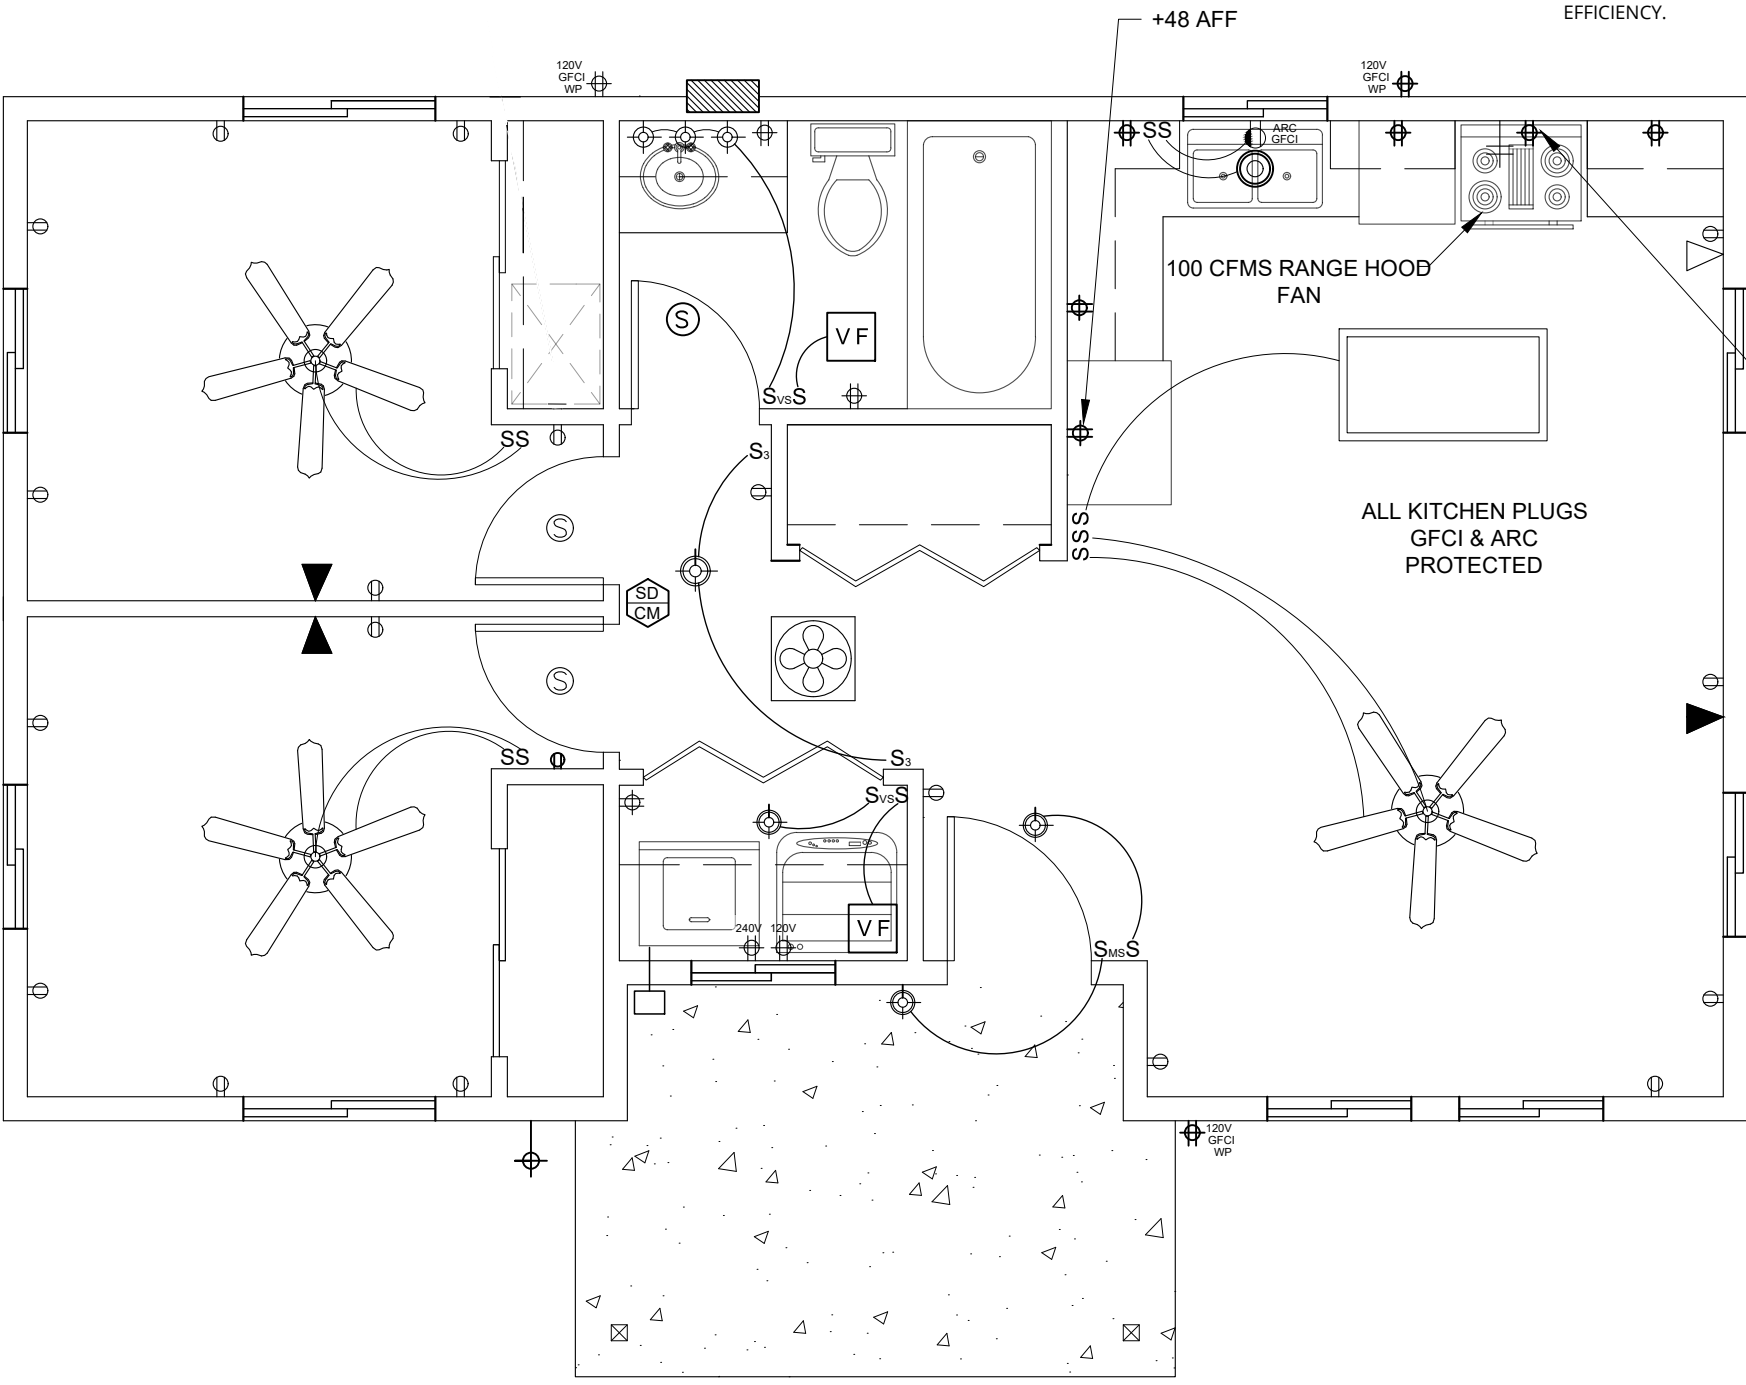 +48 AFF
EFFICIENCY.
120V
GFCI
WP
120V
GFCI
WP
SS
ARC
GFCI
100 CFMS RANGE HOOD
FAN
S
V F
SvsS
SS
S3
S
S
S
S
ALL KITCHEN PLUGS
GFCI & ARC
PROTECTED
S
SD
CM
S
SS
S3
SvsS
V F
240V
120V
SMSS
120V
GFCI
WP